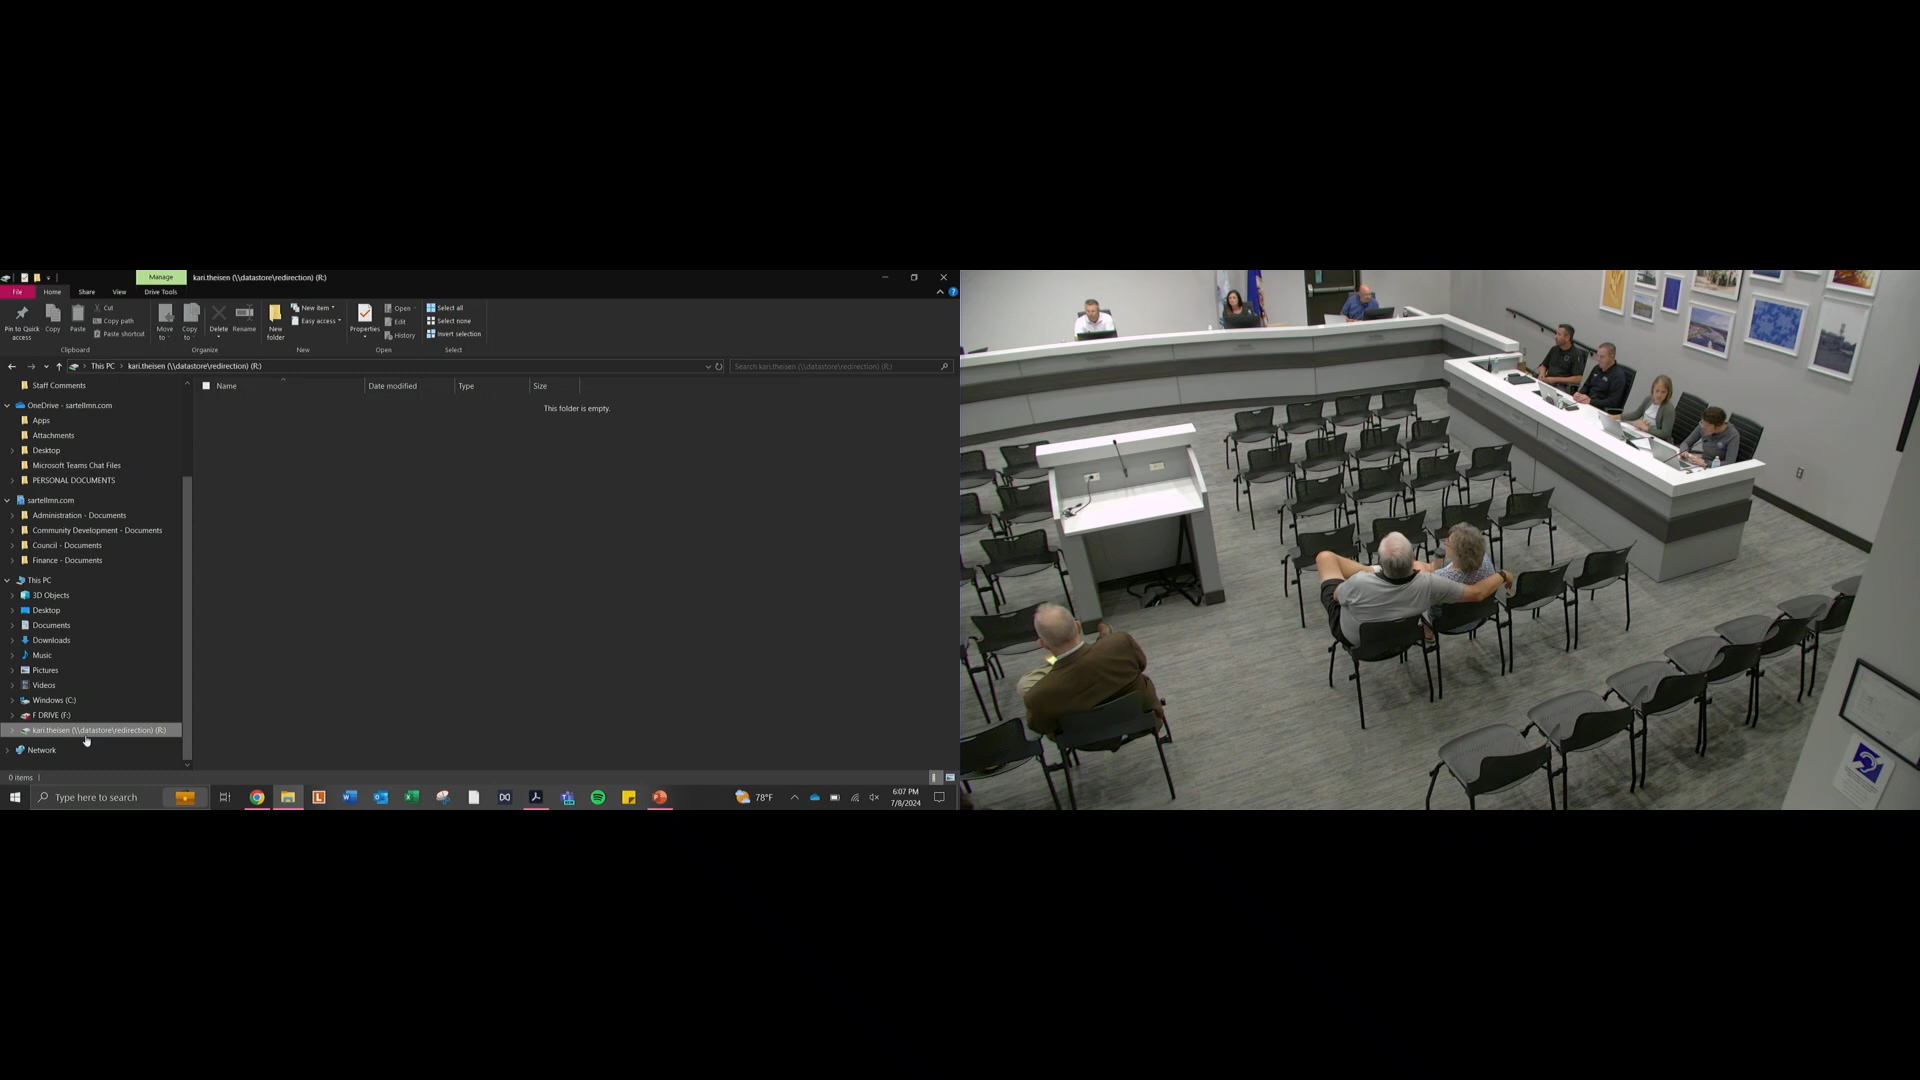 Manage
kari.theisen (\\datastore\redirection) (R:)
File
Home
Share
View
Drive Tools
Pin to Quick
access
Copy
Paste
Cut
Copy path
Paste shortcut
Clipboard
Move
to
Copy
to
Delete
Rename
Organize
New
folder
New item
Easy access
New
Properties
Open
Edit
History
Open
Select all
Select none
Invert selection
Select
This PC
kari.theisen (\\datastore\redirection) (R:)
Search kari.theisen (\\datastore\redirection) (R:)
Name
Date modified
Type
Size
This folder is empty.
Staff Comments
OneDrive - sartellmn.com
Apps
Attachments
Desktop
Microsoft Teams Chat Files
PERSONAL DOCUMENTS
sartellmn.com
Administration - Documents
Community Development - Documents
Council - Documents
Finance - Documents
This PC
3D Objects
Desktop
Documents
Downloads
Music
Pictures
Videos
Windows (C:)
F DRIVE (F:)
kari.theisen (\\datastore\redirection) (R:)
Network
0 items
Type here to search
78°F
6:07 PM
7/8/2024